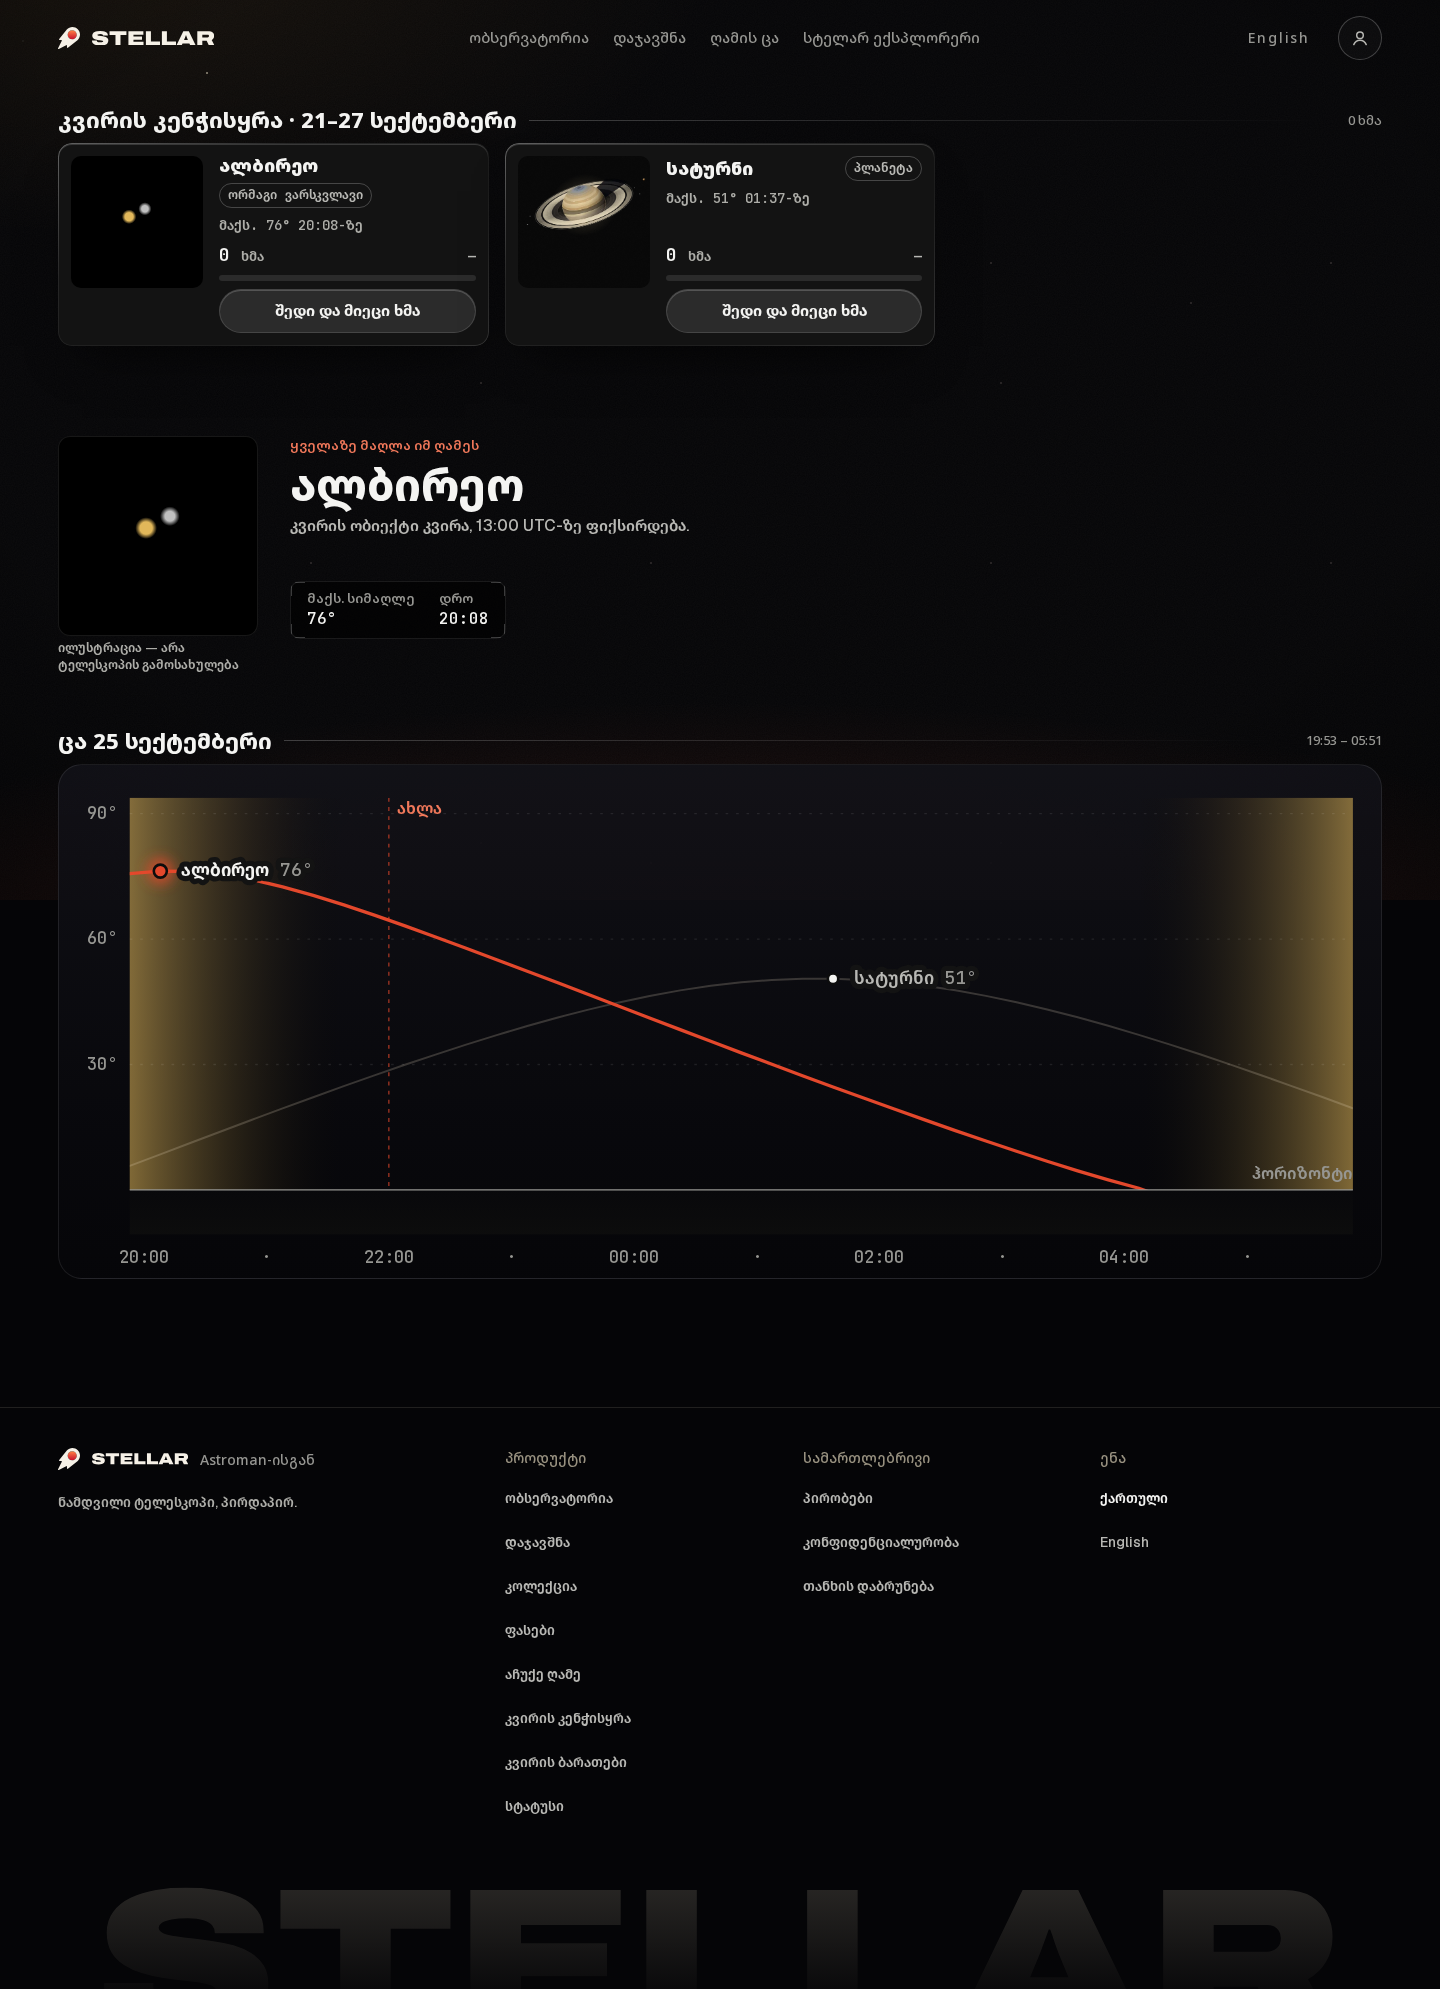 STELLAR
ობსერვატორია დაჯავშნა ღამის ცა სტელარ ექსპლორერი
English
კვირის კენჭისყრა · 21–27 სექტემბერი
0 ხმა
ალბირეო
ორმაგი ვარსკვლავი
მაქს. 76° 20:08-ზე
0 ხმა —
შედი და მიეცი ხმა
სატურნი
პლანეტა
მაქს. 51° 01:37-ზე
0 ხმა —
შედი და მიეცი ხმა
ყველაზე მაღლა იმ ღამეს
ალბირეო
კვირის ობიექტი კვირა, 13:00 UTC-ზე ფიქსირდება.
მაქს. სიმაღლე დრო
76° 20:08
ილუსტრაცია — არა
ტელესკოპის გამოსახულება
ცა 25 სექტემბერი
19:53 – 05:51
90°
ახლა
ალბირეო 76°
60°
სატურნი 51°
30°
ჰორიზონტი
20:00 · 22:00 · 00:00 · 02:00 · 04:00 ·
STELLAR Astroman-ისგან
ნამდვილი ტელესკოპი, პირდაპირ.
პროდუქტი
ობსერვატორია
დაჯავშნა
კოლექცია
ფასები
აჩუქე ღამე
კვირის კენჭისყრა
კვირის ბარათები
სტატუსი
სამართლებრივი
პირობები
კონფიდენციალურობა
თანხის დაბრუნება
ენა
ქართული
English
STELLAR